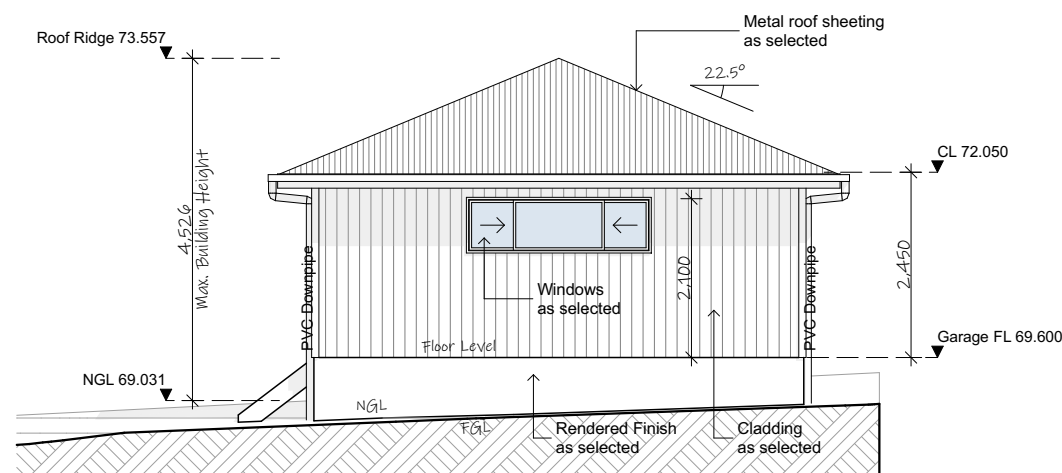 Metal roof sheeting
as selected
Roof Ridge 73.557
22.5°
CL 72.050
4,526
Max. Building Height
PVC Downpipe
2,100
PVC Downpipe
2,450
Windows
as selected
Floor Level
Garage FL 69.600
NGL 69.031
NGL
FGL
Rendered Finish
as selected
Cladding
as selected